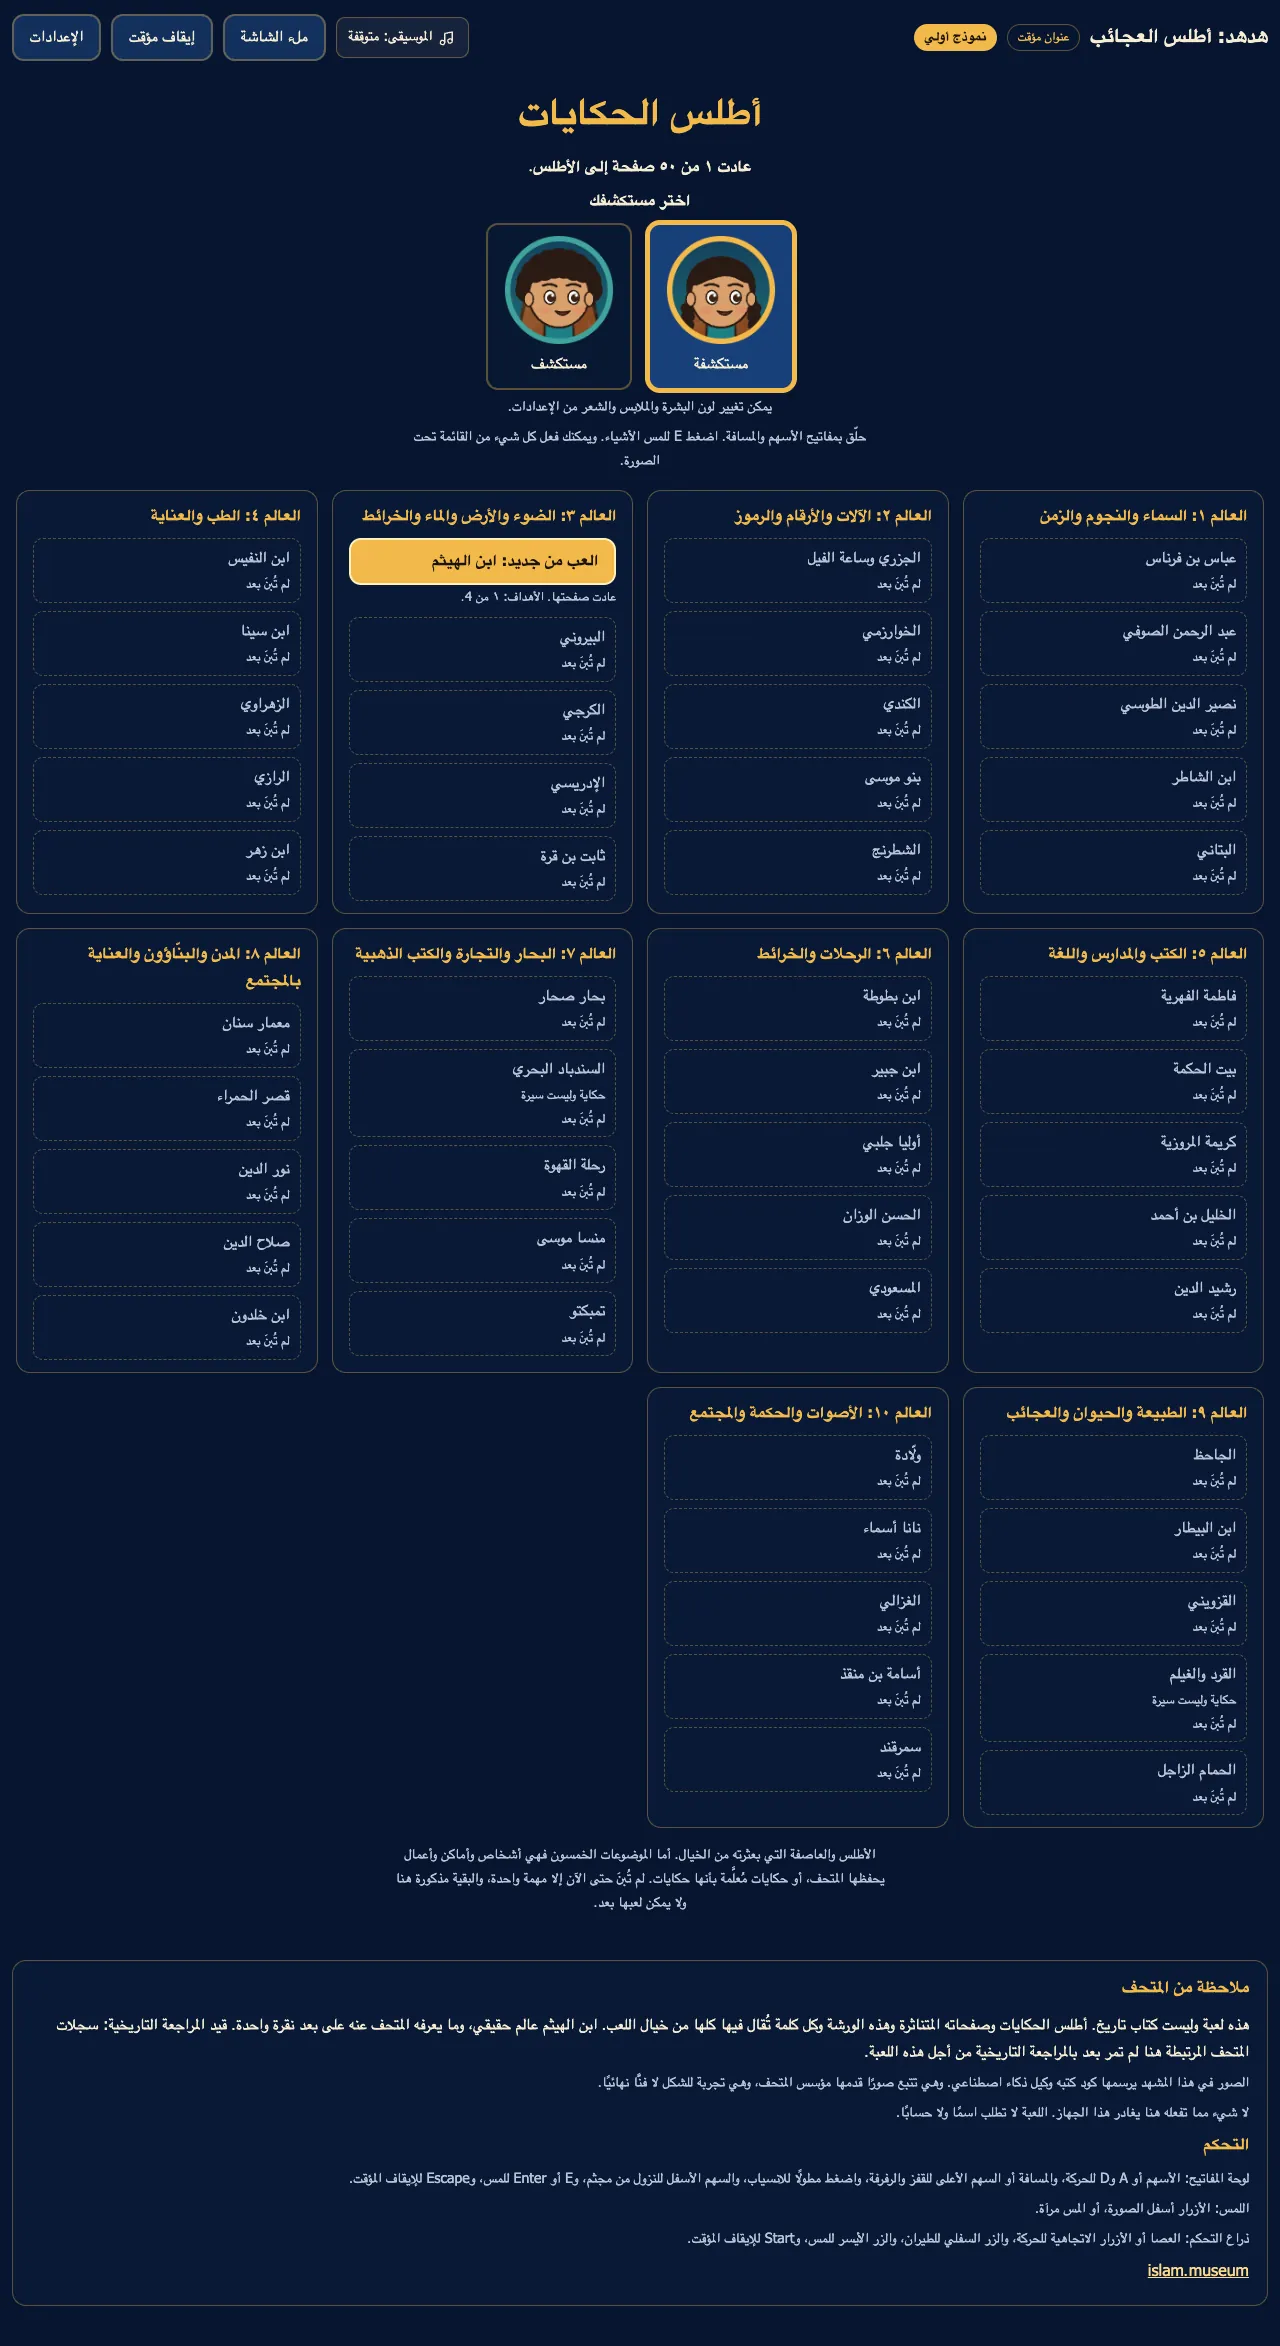 هدهد: أطلس العجائب
عنوان مؤقت
نموذج أولي
الموسيقى: متوقفة
ملء الشاشة
إيقاف مؤقت
الإعدادات
أطلس الحكايات
عادت ١ من ٥٠ صفحة إلى الأطلس.
اختر مستكشفك
مستكشفة
مستكشف
يمكن تغيير لون البشرة والملابس والشعر من الإعدادات.
حلّق بمفاتيح الأسهم والمسافة. اضغط E للمس الأشياء. ويمكنك فعل كل شيء من القائمة تحت
الصورة.
العالم ١: السماء والنجوم والزمن
عباس بن فرناس
لم تُبنَ بعد
عبد الرحمن الصوفي
لم تُبنَ بعد
نصير الدين الطوسي
لم تُبنَ بعد
ابن الشاطر
لم تُبنَ بعد
البتاني
لم تُبنَ بعد
العالم ٢: الآلات والأرقام والرموز
الجزري وساعة الفيل
لم تُبنَ بعد
الخوارزمي
لم تُبنَ بعد
الكندي
لم تُبنَ بعد
بنو موسى
لم تُبنَ بعد
الشطرنج
لم تُبنَ بعد
العالم ٣: الضوء والأرض والماء والخرائط
العب من جديد: ابن الهيثم
عادت صفحتها. الأهداف: ١ من 4.
البيروني
لم تُبنَ بعد
الكرجي
لم تُبنَ بعد
الإدريسي
لم تُبنَ بعد
ثابت بن قرة
لم تُبنَ بعد
العالم ٤: الطب والعناية
ابن النفيس
لم تُبنَ بعد
ابن سينا
لم تُبنَ بعد
الزهراوي
لم تُبنَ بعد
الرازي
لم تُبنَ بعد
ابن زهر
لم تُبنَ بعد
العالم ٥: الكتب والمدارس واللغة
فاطمة الفهرية
لم تُبنَ بعد
بيت الحكمة
لم تُبنَ بعد
كريمة المروزية
لم تُبنَ بعد
الخليل بن أحمد
لم تُبنَ بعد
رشيد الدين
لم تُبنَ بعد
العالم ٦: الرحلات والخرائط
ابن بطوطة
لم تُبنَ بعد
ابن جبير
لم تُبنَ بعد
أوليا جلبي
لم تُبنَ بعد
الحسن الوزان
لم تُبنَ بعد
المسعودي
لم تُبنَ بعد
العالم ٧: البحار والتجارة والكتب الذهبية
بحار صحار
لم تُبنَ بعد
السندباد البحري
حكاية وليست سيرة
لم تُبنَ بعد
رحلة القهوة
لم تُبنَ بعد
منسا موسى
لم تُبنَ بعد
تمبكتو
لم تُبنَ بعد
العالم ٨: المدن والبنّاؤون والعناية
بالمجتمع
معمار سنان
لم تُبنَ بعد
قصر الحمراء
لم تُبنَ بعد
نور الدين
لم تُبنَ بعد
صلاح الدين
لم تُبنَ بعد
ابن خلدون
لم تُبنَ بعد
العالم ٩: الطبيعة والحيوان والعجائب
الجاحظ
لم تُبنَ بعد
ابن البيطار
لم تُبنَ بعد
القزويني
لم تُبنَ بعد
القرد والغيلم
حكاية وليست سيرة
لم تُبنَ بعد
الحمام الزاجل
لم تُبنَ بعد
العالم ١٠: الأصوات والحكمة والمجتمع
ولّادة
لم تُبنَ بعد
نانا أسماء
لم تُبنَ بعد
الغزالي
لم تُبنَ بعد
أسامة بن منقذ
لم تُبنَ بعد
سمرقند
لم تُبنَ بعد
الأطلس والعاصفة التي بعثرته من الخيال. أما الموضوعات الخمسون فهي أشخاص وأماكن وأعمال
يحفظها المتحف، أو حكايات مُعلَّمة بأنها حكايات. لم تُبنَ حتى الآن إلا مهمة واحدة، والبقية مذكورة هنا
ولا يمكن لعبها بعد.
ملاحظة من المتحف
هذه لعبة وليست كتاب تاريخ. أطلس الحكايات وصفحاته المتناثرة وهذه الورشة وكل كلمة تُقال فيها كلها من خيال اللعب. ابن الهيثم عالم حقيقي، وما يعرفه المتحف عنه على بعد نقرة واحدة. قيد المراجعة التاريخية: سجلات
المتحف المرتبطة هنا لم تمر بعد بالمراجعة التاريخية من أجل هذه اللعبة.
الصور في هذا المشهد يرسمها كود كتبه وكيل ذكاء اصطناعي. وهي تتبع صورًا قدمها مؤسس المتحف، وهي تجربة للشكل لا فنًّا نهائيًا.
لا شيء مما تفعله هنا يغادر هذا الجهاز. اللعبة لا تطلب اسمًا ولا حسابًا.
التحكم
لوحة المفاتيح: الأسهم أو A وD للحركة، والمسافة أو السهم الأعلى للقفز والرفرفة، واضغط مطولًا للانسياب، والسهم الأسفل للنزول من مجثم، وE أو Enter للمس، وEscape للإيقاف المؤقت.
اللمس: الأزرار أسفل الصورة، أو المس مرآة.
ذراع التحكم: العصا أو الأزرار الاتجاهية للحركة، والزر السفلي للطيران، والزر الأيسر للمس، وStart للإيقاف المؤقت.
islam.museum